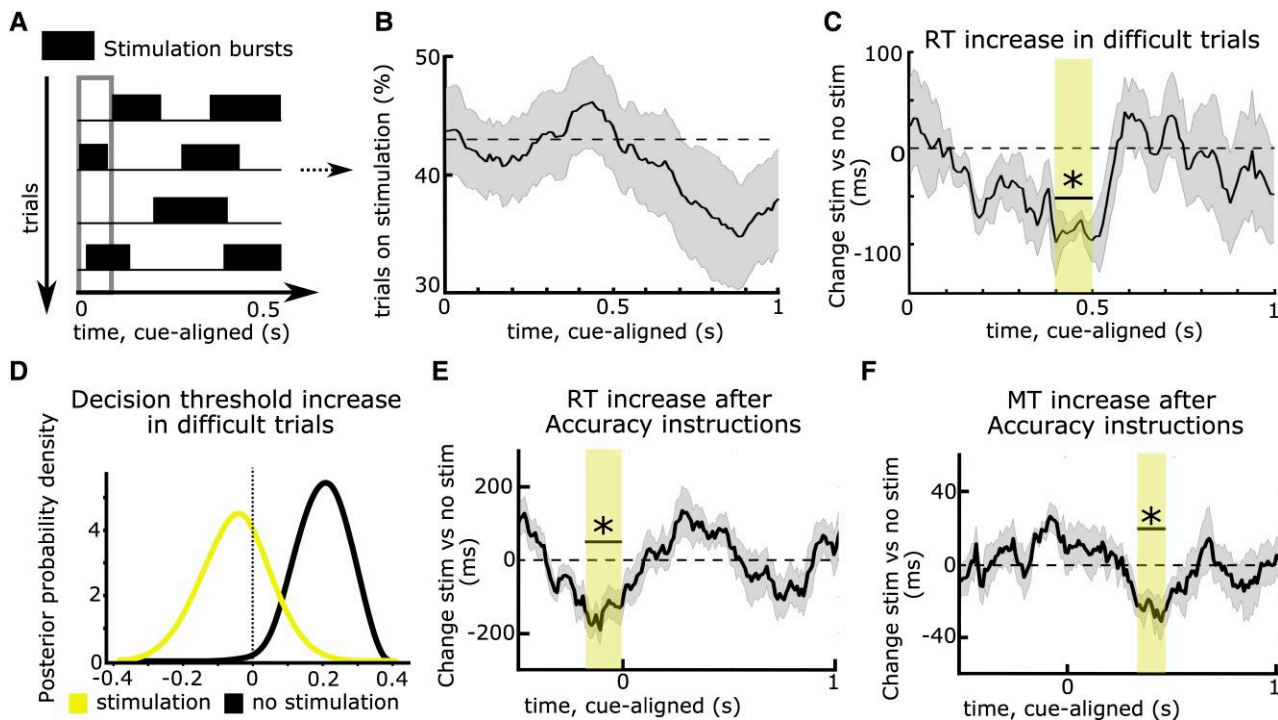 A
Stimulation bursts
trials
0
0.5
time, cue-aligned (s)
B
trials on stimulation (%)
50
40
30
0
1
time, cue-aligned (s)
C
RT increase in difficult trials
Change stim vs no stim
(ms)
100
0
-100
*
0
0.5
1
time, cue-aligned (s)
D
Decision threshold increase
in difficult trials
Posterior probability density
4
2
0
-0.4
-0.2
0
0.2
0.4
stimulation
no stimulation
E
RT increase after
Accuracy instructions
Change stim vs no stim
(ms)
200
0
-200
*
0
1
time, cue-aligned (s)
F
MT increase after
Accuracy instructions
Change stim vs no stim
(ms)
40
0
-40
*
0
1
time, cue-aligned (s)